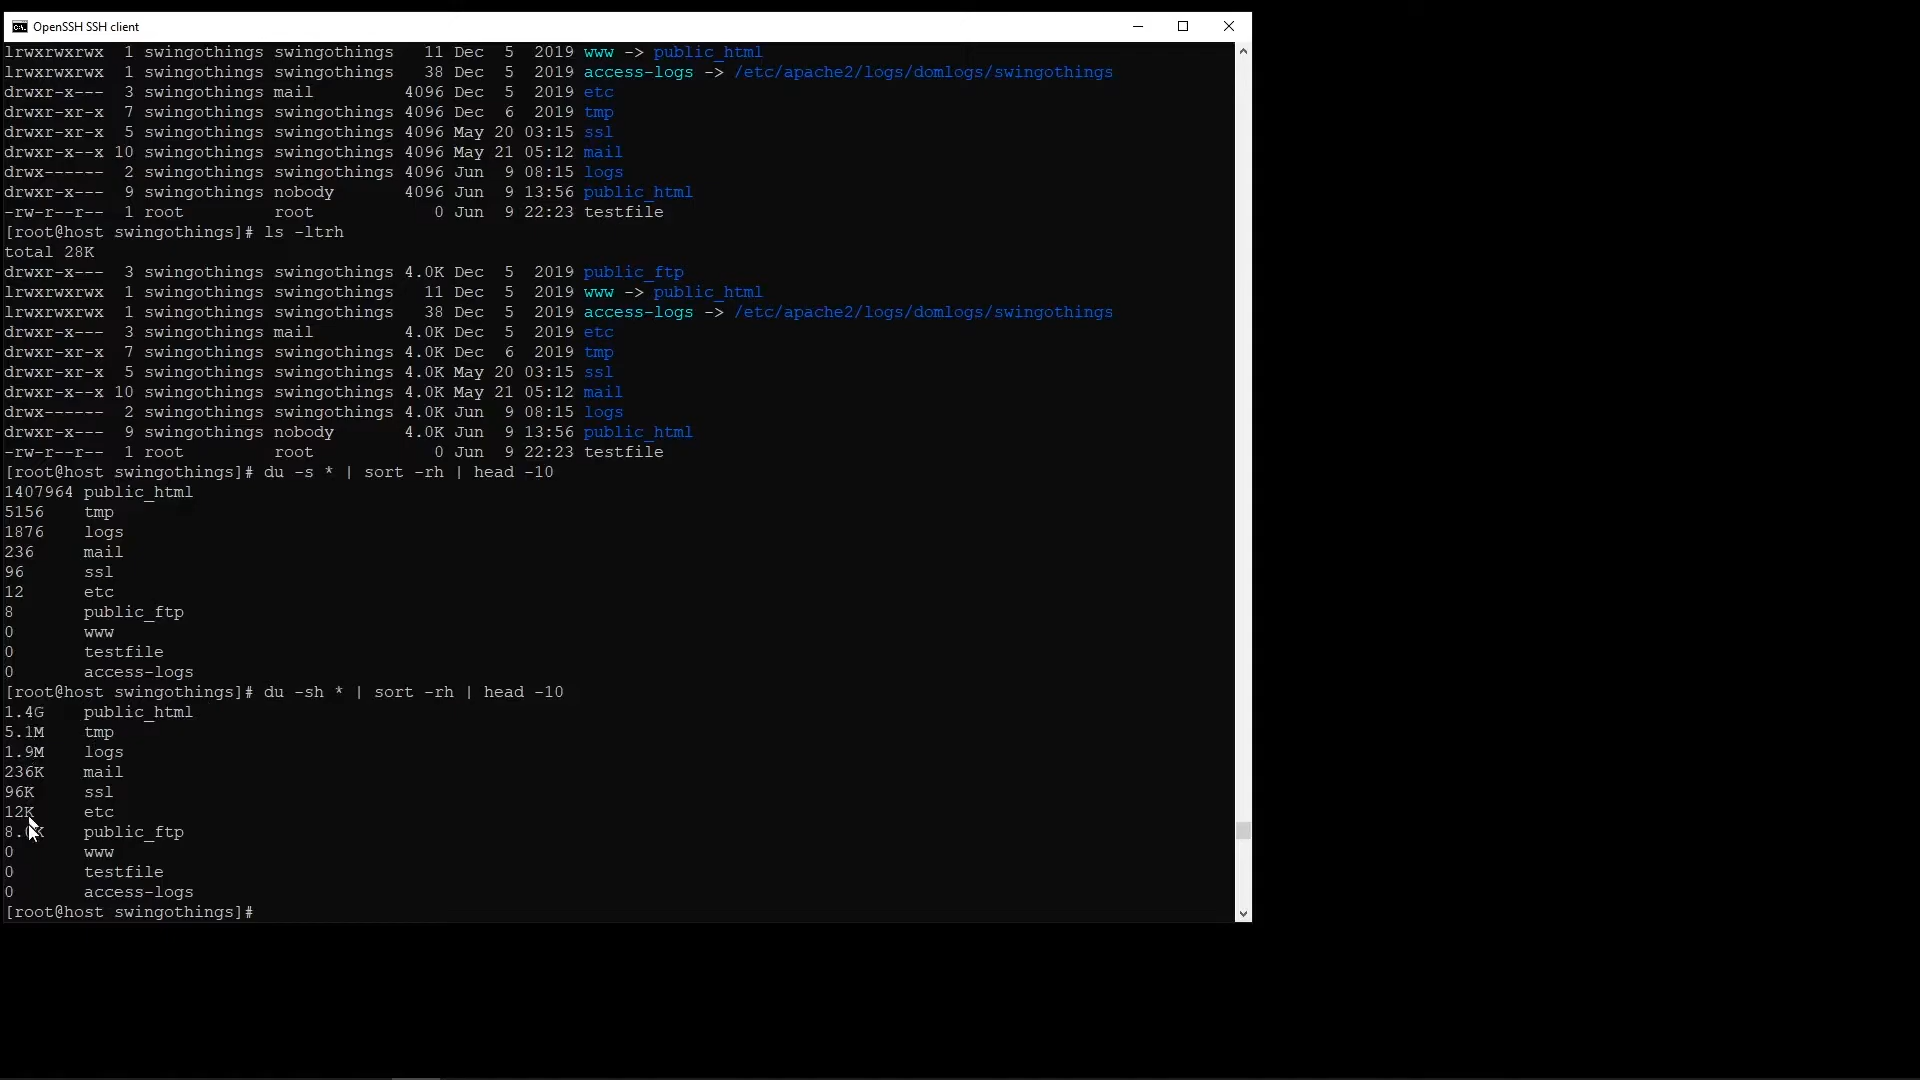 OpenSSH SSH client
lrwxrwxrwx  1 swingothings swingothings   11 Dec  5  2019 www -> public_html
lrwxrwxrwx  1 swingothings swingothings   38 Dec  5  2019 access-logs -> /etc/apache2/logs/domlogs/swingothings
drwxr-x---  3 swingothings mail         4096 Dec  5  2019 etc
drwxr-xr-x  7 swingothings swingothings 4096 Dec  6  2019 tmp
drwxr-xr-x  5 swingothings swingothings 4096 May 20 03:15 ssl
drwxr-x--x 10 swingothings swingothings 4096 May 21 05:12 mail
drwx------  2 swingothings swingothings 4096 Jun  9 08:15 logs
drwxr-x---  9 swingothings nobody       4096 Jun  9 13:56 public_html
-rw-r--r--  1 root         root            0 Jun  9 22:23 testfile
[root@host swingothings]# ls -ltrh
total 28K
drwxr-x---  3 swingothings swingothings 4.0K Dec  5  2019 public_ftp
lrwxrwxrwx  1 swingothings swingothings   11 Dec  5  2019 www -> public_html
lrwxrwxrwx  1 swingothings swingothings   38 Dec  5  2019 access-logs -> /etc/apache2/logs/domlogs/swingothings
drwxr-x---  3 swingothings mail         4.0K Dec  5  2019 etc
drwxr-xr-x  7 swingothings swingothings 4.0K Dec  6  2019 tmp
drwxr-xr-x  5 swingothings swingothings 4.0K May 20 03:15 ssl
drwxr-x--x 10 swingothings swingothings 4.0K May 21 05:12 mail
drwx------  2 swingothings swingothings 4.0K Jun  9 08:15 logs
drwxr-x---  9 swingothings nobody       4.0K Jun  9 13:56 public_html
-rw-r--r--  1 root         root            0 Jun  9 22:23 testfile
[root@host swingothings]# du -s * | sort -rh | head -10
1407964 public_html
5156    tmp
1876    logs
236     mail
96      ssl
12      etc
8       public_ftp
0       www
0       testfile
0       access-logs
[root@host swingothings]# du -sh * | sort -rh | head -10
1.4G    public_html
5.1M    tmp
1.9M    logs
236K    mail
96K     ssl
12K     etc
8.0K    public_ftp
0       www
0       testfile
0       access-logs
[root@host swingothings]#